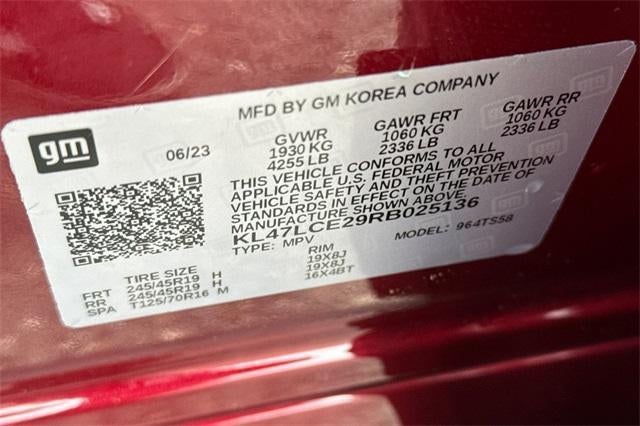 MFD BY GM KOREA COMPANY
gm
06/23
GVWR GAWR FRT GAWR RR
1930 KG 1060 KG 1060 KG
4255 LB 2336 LB 2336 LB
THIS VEHICLE CONFORMS TO ALL
APPLICABLE U.S. FEDERAL MOTOR
VEHICLE SAFETY AND THEFT PREVENTION
STANDARDS IN EFFECT ON THE DATE OF
MANUFACTURE SHOWN ABOVE
KL47LCE29RB025136
TYPE: MPV MODEL: 964TS58
TIRE SIZE RIM
FRT 245/45R19 H 19X8J
RR 245/45R19 H 19X8J
SPA T125/70R16 M 16X4BT